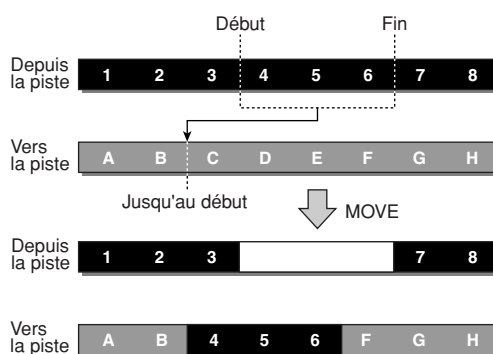 Début Fin
Depuis la piste 1 2 3 4 5 6 7 8
Vers la piste A B C D E F G H
Jusqu'au début MOVE
Depuis la piste 1 2 3 7 8
Vers la piste A B 4 5 6 F G H